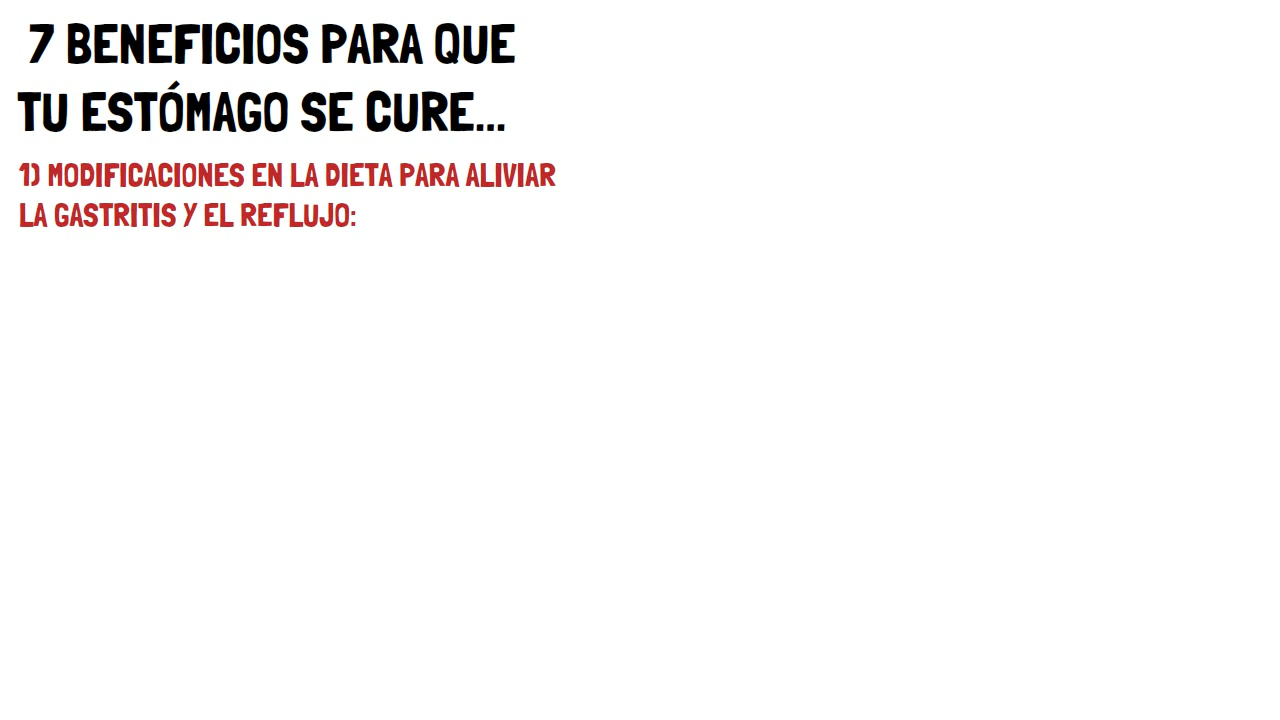 7 BENEFICIOS PARA QUE
TU ESTÓMAGO SE CURE...
1) MODIFICACIONES EN LA DIETA PARA ALIVIAR
LA GASTRITIS Y EL REFLUJO: